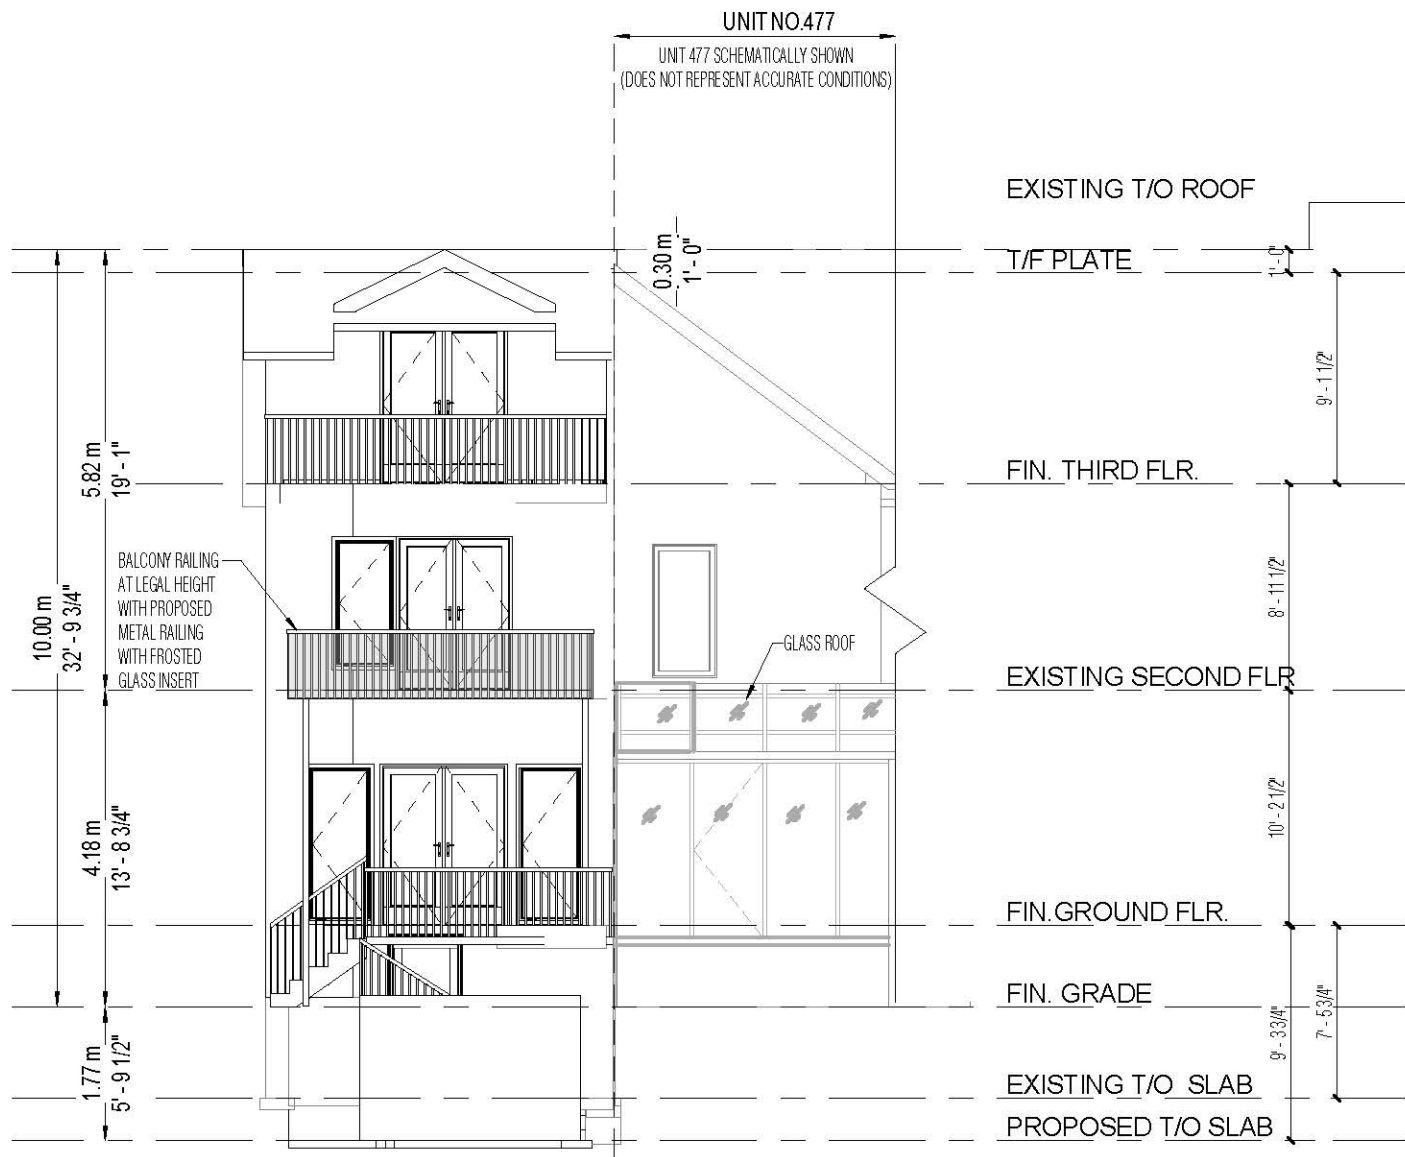 UNIT NO.477
UNIT 477 SCHEMATICALLY SHOWN
(DOES NOT REPRESENT ACCURATE CONDITIONS)
EXISTING T/O ROOF
0.30 m
1' - 0"
T/F PLATE
1' - 0"
9' - 1 1/2"
5.82 m
19' - 1"
FIN. THIRD FLR.
BALCONY RAILING
AT LEGAL HEIGHT
WITH PROPOSED
METAL RAILING
WITH FROSTED
GLASS INSERT
10.00 m
32' - 9 3/4"
8' - 11 1/2"
GLASS ROOF
EXISTING SECOND FLR
4.18 m
13' - 8 3/4"
10' - 2 1/2"
FIN.GROUND FLR.
FIN. GRADE
9' - 3 3/4"
7' - 5 3/4"
1.77 m
5' - 9 1/2"
EXISTING T/O SLAB
PROPOSED T/O SLAB